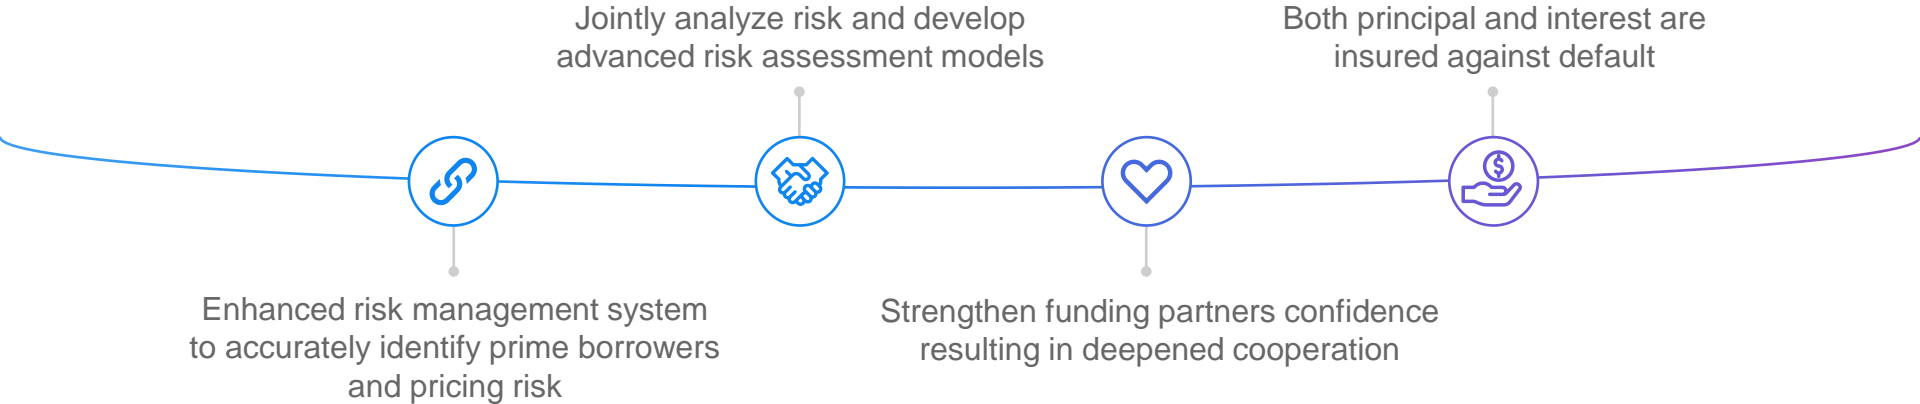 Jointly analyze risk and develop
advanced risk assessment models
Both principal and interest are
insured against default
$
Enhanced risk management system
to accurately identify prime borrowers
and pricing risk
Strengthen funding partners confidence
resulting in deepened cooperation